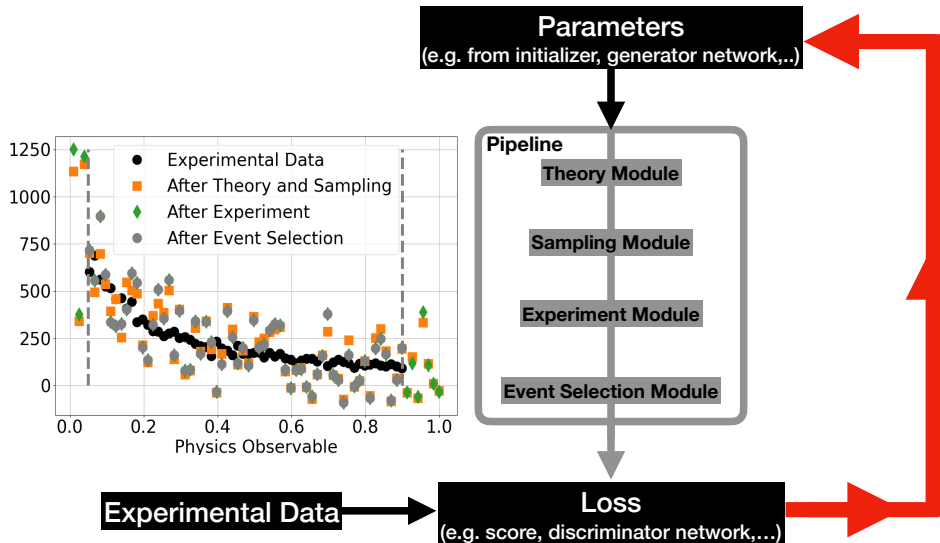 Parameters
(e.g. from initializer, generator network,..)
Pipeline
Theory Module
Sampling Module
Experiment Module
Event Selection Module
1250
1000
750
500
250
0
Experimental Data
After Theory and Sampling
After Experiment
After Event Selection
0.0 0.2 0.4 0.6 0.8 1.0
Physics Observable
Experimental Data
Loss
(e.g. score, discriminator network,...)